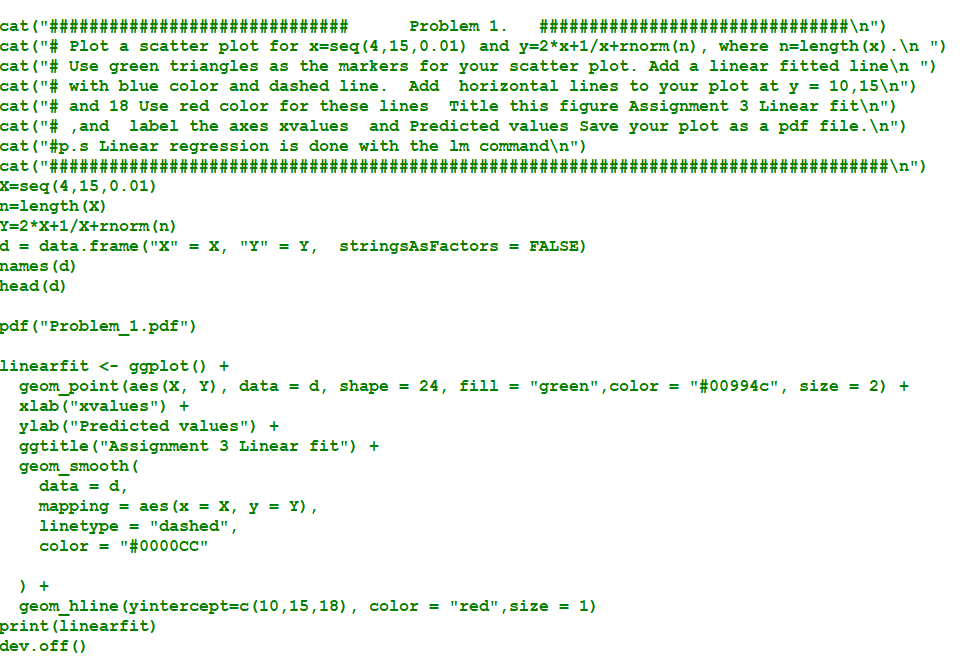 cat("##############################      Problem 1.   ###############################\n")
cat("# Plot a scatter plot for x=seq(4,15,0.01) and y=2*x+1/x+rnorm(n), where n=length(x).\n ")
cat("# Use green triangles as the markers for your scatter plot. Add a linear fitted line\n ")
cat("# with blue color and dashed line.  Add  horizontal lines to your plot at y = 10,15\n")
cat("# and 18 Use red color for these lines  Title this figure Assignment 3 Linear fit\n")
cat("# ,and  label the axes xvalues  and Predicted values Save your plot as a pdf file.\n")
cat("#p.s Linear regression is done with the lm command\n")
cat("####################################################################################\n")
X=seq(4,15,0.01)
n=length(X)
Y=2*X+1/X+rnorm(n)
d = data.frame("X" = X, "Y" = Y,  stringsAsFactors = FALSE)
names(d)
head(d)

pdf("Problem_1.pdf")

linearfit <- ggplot() +
  geom_point(aes(X, Y), data = d, shape = 24, fill = "green",color = "#00994c", size = 2) +
  xlab("xvalues") +
  ylab("Predicted values") +
  ggtitle("Assignment 3 Linear fit") +
  geom_smooth(
    data = d,
    mapping = aes(x = X, y = Y),
    linetype = "dashed",
    color = "#0000CC"

  ) +
  geom_hline(yintercept=c(10,15,18), color = "red",size = 1)
print(linearfit)
dev.off()